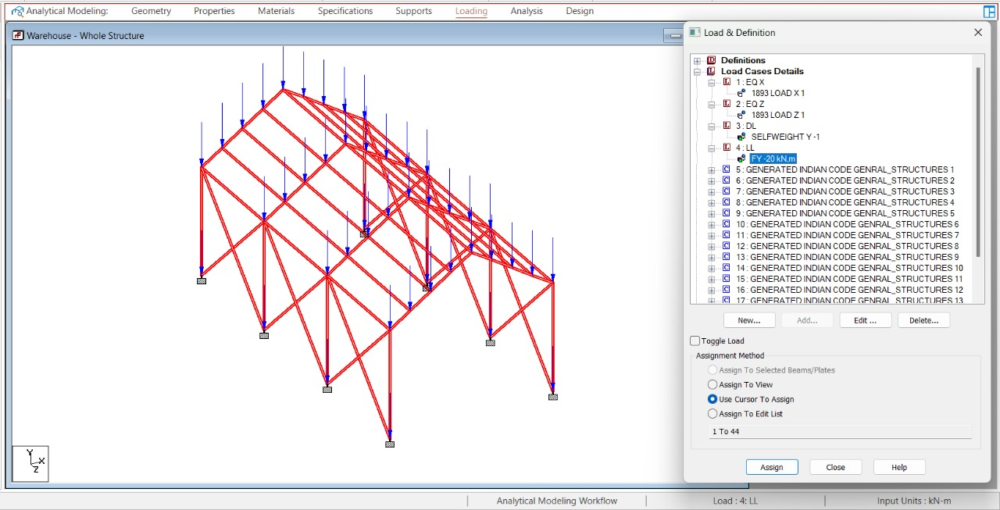 Analytical Modeling: Geometry Properties Materials Specifications Supports Loading Analysis Design
Warehouse - Whole Structure
Y
X
Z
Load & Definition
Definitions
Load Cases Details
1 : EQ X
1893 LOAD X 1
2 : EQ Z
1893 LOAD Z 1
3 : DL
SELFWEIGHT Y -1
4 : LL
FY -20 kN,m
5 : GENERATED INDIAN CODE GENRAL_STRUCTURES 1
6 : GENERATED INDIAN CODE GENRAL_STRUCTURES 2
7 : GENERATED INDIAN CODE GENRAL_STRUCTURES 3
8 : GENERATED INDIAN CODE GENRAL_STRUCTURES 4
9 : GENERATED INDIAN CODE GENRAL_STRUCTURES 5
10 : GENERATED INDIAN CODE GENRAL_STRUCTURES 6
11 : GENERATED INDIAN CODE GENRAL_STRUCTURES 7
12 : GENERATED INDIAN CODE GENRAL_STRUCTURES 8
13 : GENERATED INDIAN CODE GENRAL_STRUCTURES 9
14 : GENERATED INDIAN CODE GENRAL_STRUCTURES 10
15 : GENERATED INDIAN CODE GENRAL_STRUCTURES 11
16 : GENERATED INDIAN CODE GENRAL_STRUCTURES 12
17 : GENERATED INDIAN CODE GENRAL_STRUCTURES 13
New... Add... Edit ... Delete...
Toggle Load
Assignment Method
Assign To Selected Beams/Plates
Assign To View
Use Cursor To Assign
Assign To Edit List
1 To 44
Assign Close Help
Analytical Modeling Workflow Load : 4: LL Input Units : kN-m